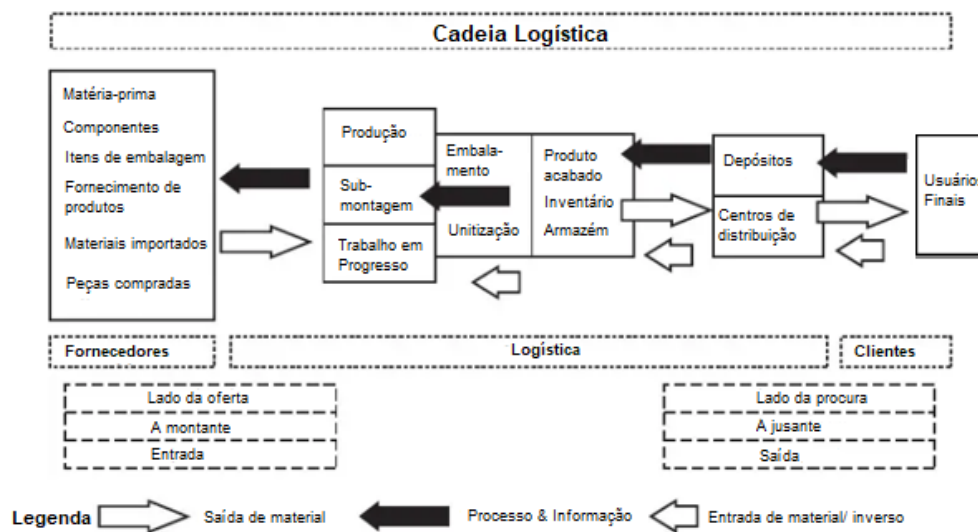 Cadeia Logística
Matéria-prima
Componentes
Itens de embalagem
Fornecimento de
produtos
Materiais importados
Peças compradas
Produção
Sub-
montagem
Trabalho em
Progresso
Embala-
mento
Unitização
Produto
acabado
Inventário
Armazém
Depósitos
Centros de
distribuição
Usuários
Finais
Fornecedores
Logística
Clientes
Lado da oferta
A montante
Entrada
Lado da procura
A jusante
Saída
Legenda
Saída de material
Processo & Informação
Entrada de material/ inverso